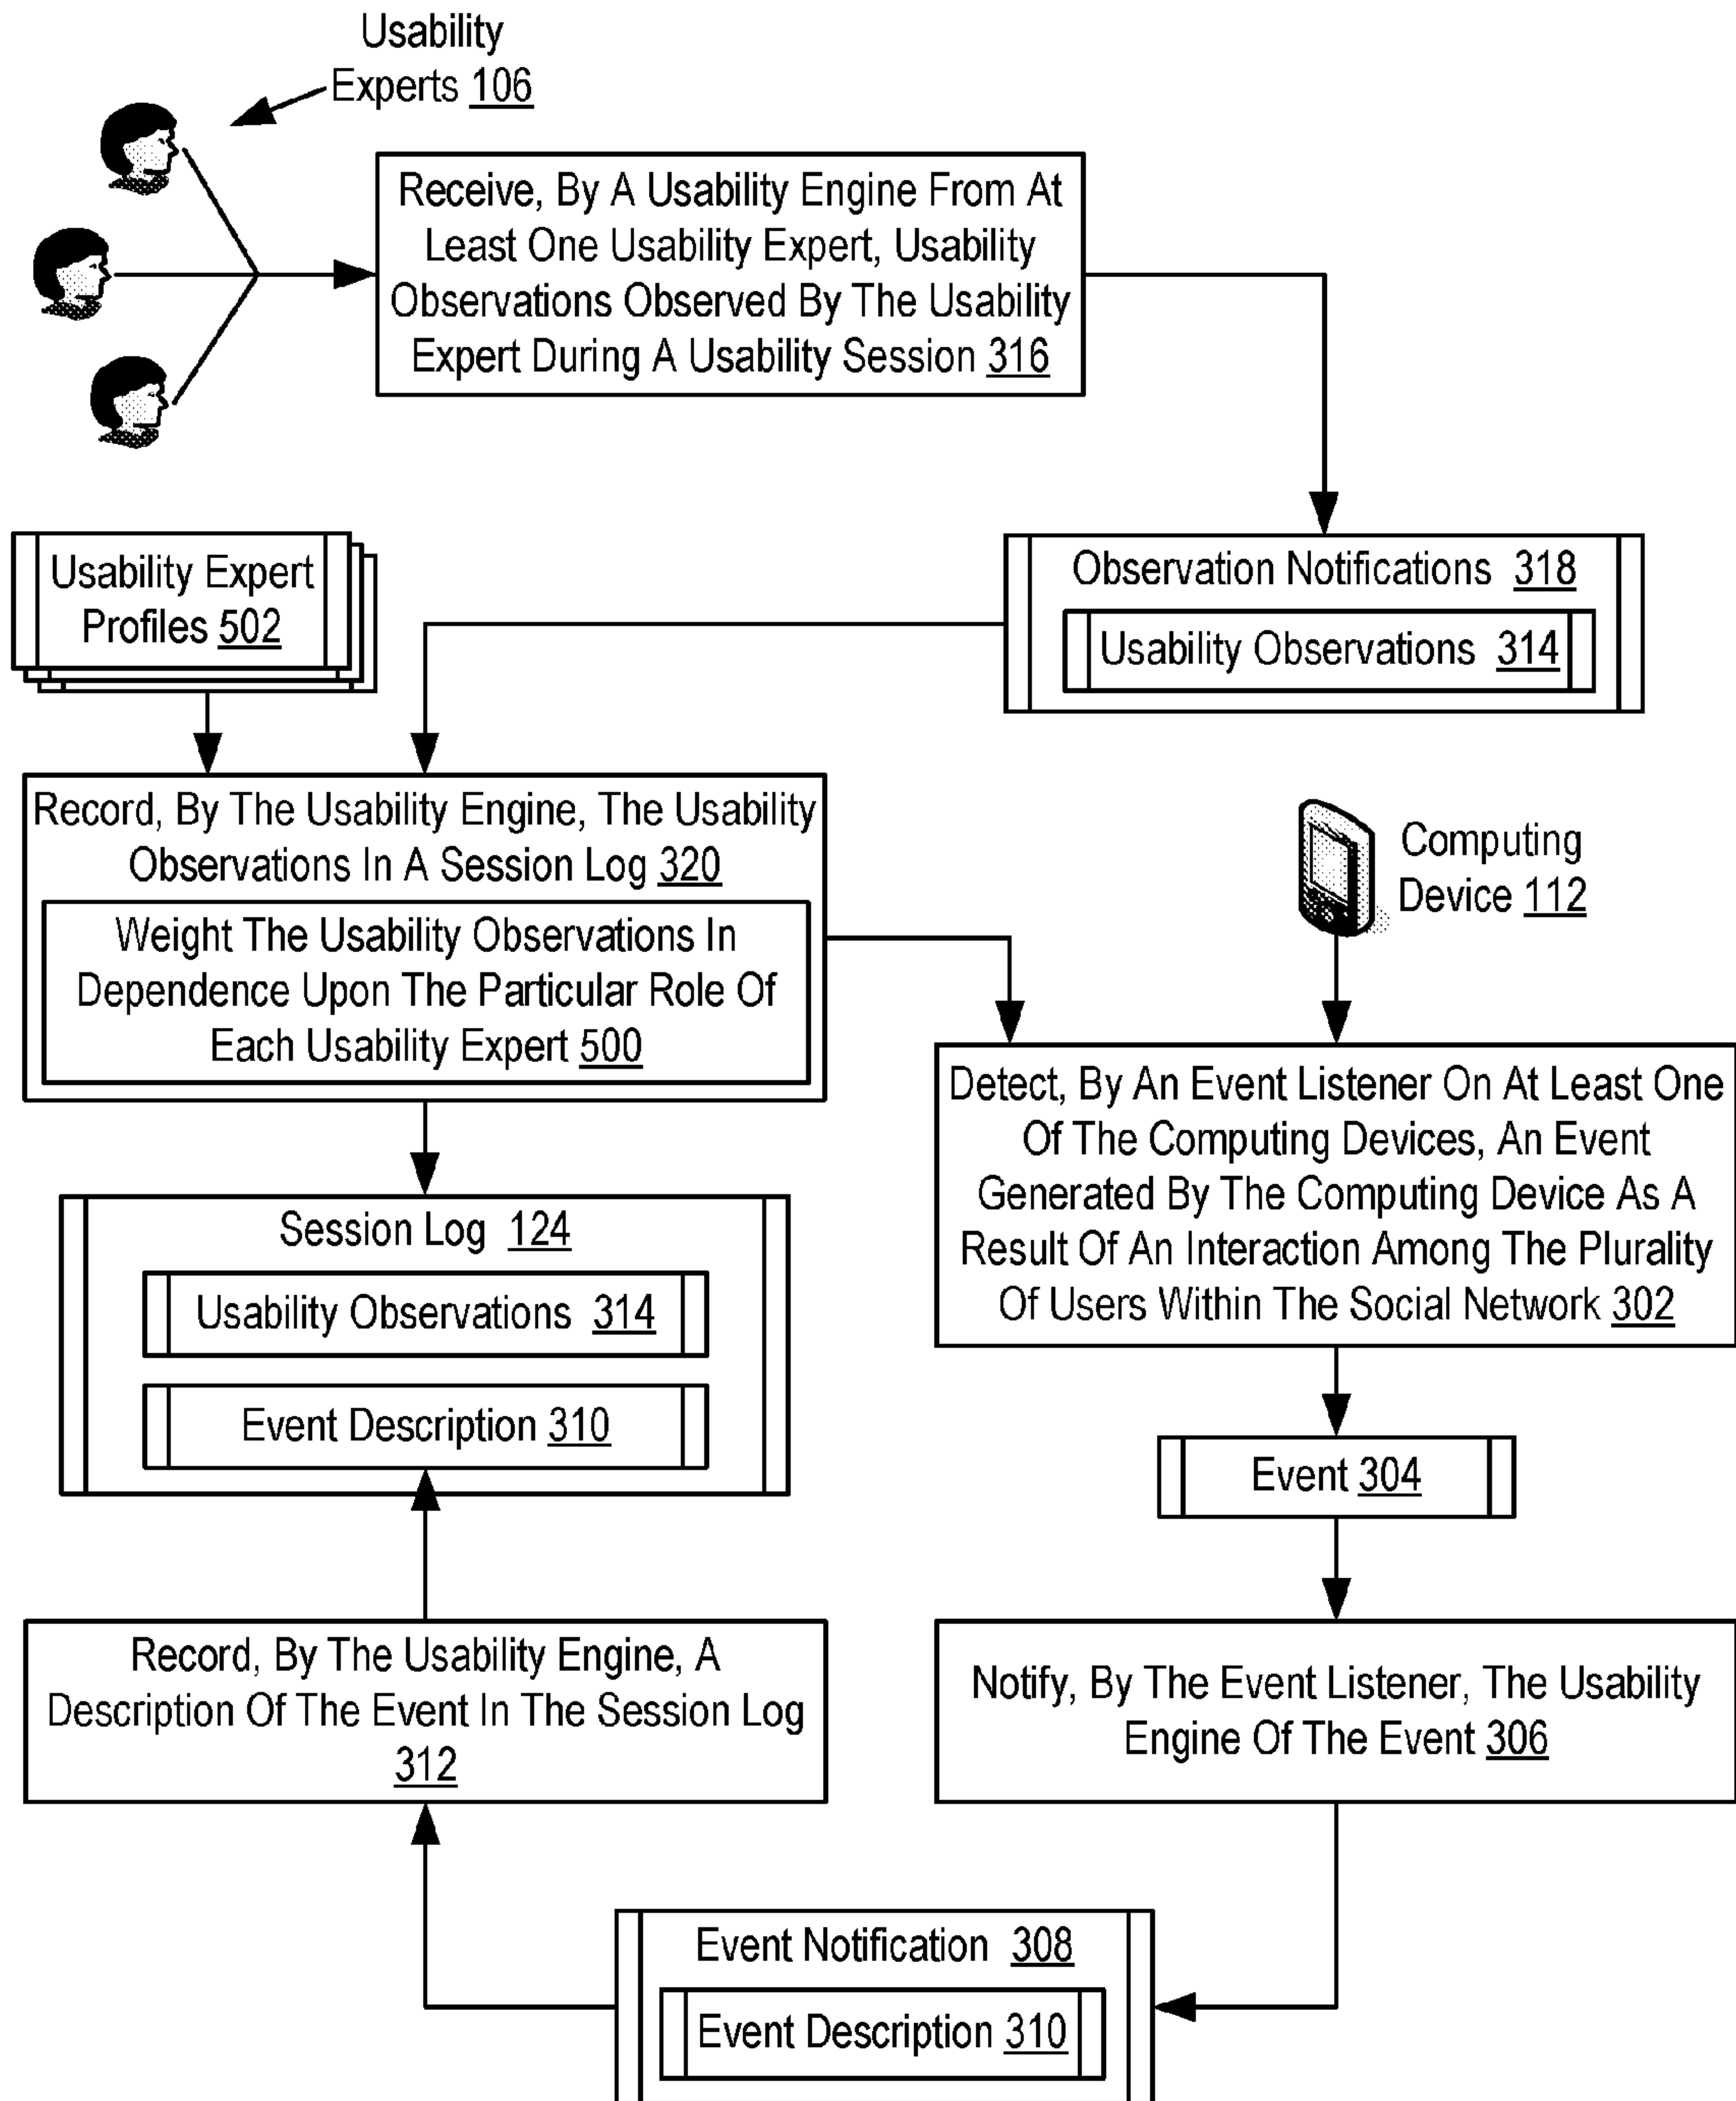 Usability
Experts 106
Receive, By A Usability Engine From At
Least One Usability Expert, Usability
Observations Observed By The Usability
Expert During A Usability Session 316
Usability Expert
Profiles 502
Observation Notifications 318
Usability Observations 314
Record, By The Usability Engine, The Usability
Observations In A Session Log 320
Weight The Usability Observations In
Dependence Upon The Particular Role Of
Each Usability Expert 500
Computing
Device 112
Detect, By An Event Listener On At Least One
Of The Computing Devices, An Event
Generated By The Computing Device As A
Result Of An Interaction Among The Plurality
Of Users Within The Social Network 302
Session Log 124
Usability Observations 314
Event Description 310
Event 304
Record, By The Usability Engine, A
Description Of The Event In The Session Log
312
Notify, By The Event Listener, The Usability
Engine Of The Event 306
Event Notification 308
Event Description 310